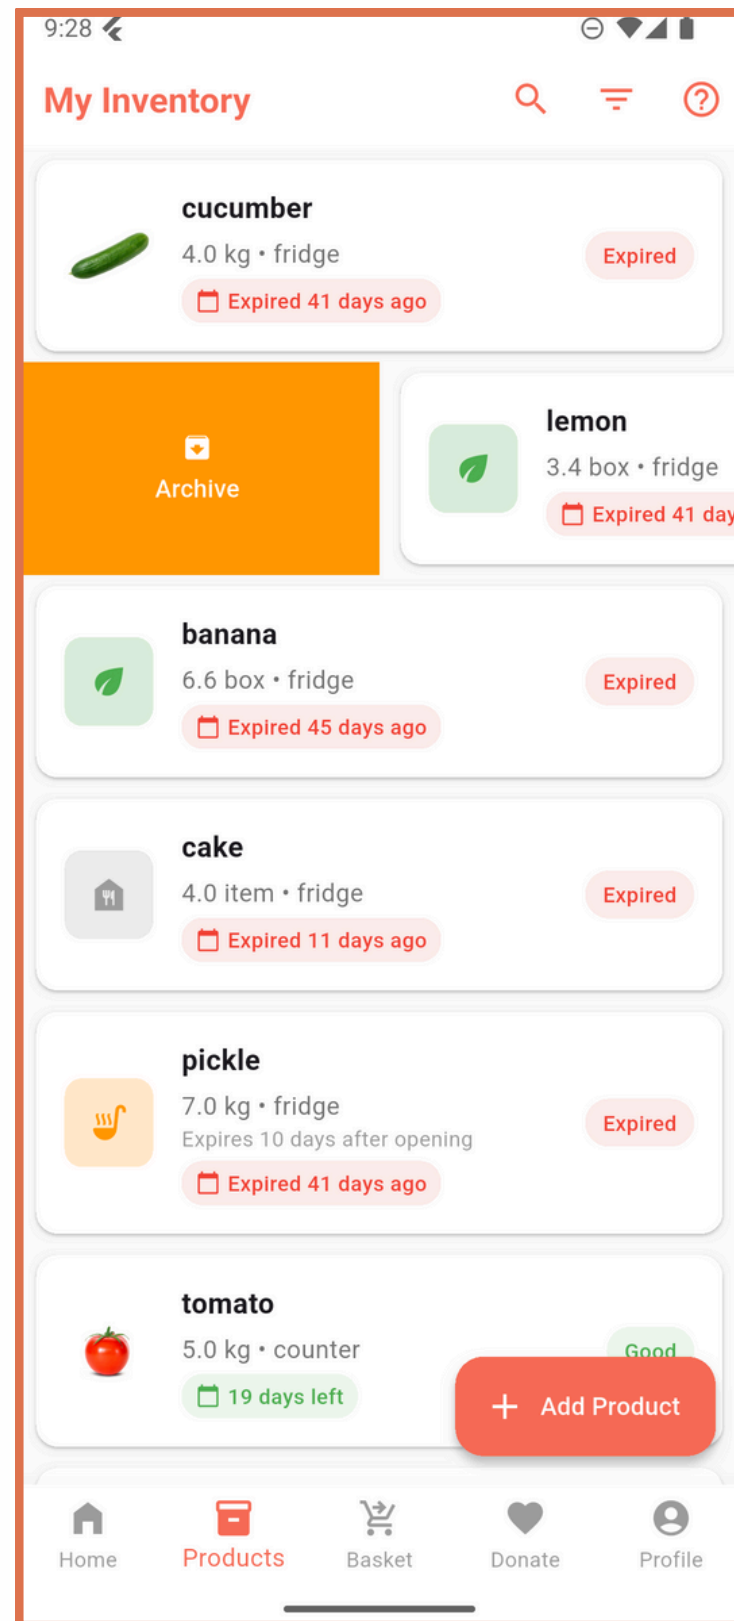 9:28
My Inventory
cucumber
4.0 kg • fridge
Expired
Expired 41 days ago
Archive
lemon
3.4 box • fridge
Expired 41 day
banana
6.6 box • fridge
Expired
Expired 45 days ago
cake
4.0 item • fridge
Expired
Expired 11 days ago
pickle
7.0 kg • fridge
Expires 10 days after opening
Expired
Expired 41 days ago
tomato
5.0 kg • counter
Good
19 days left
+ Add Product
Home
Products
Basket
Donate
Profile